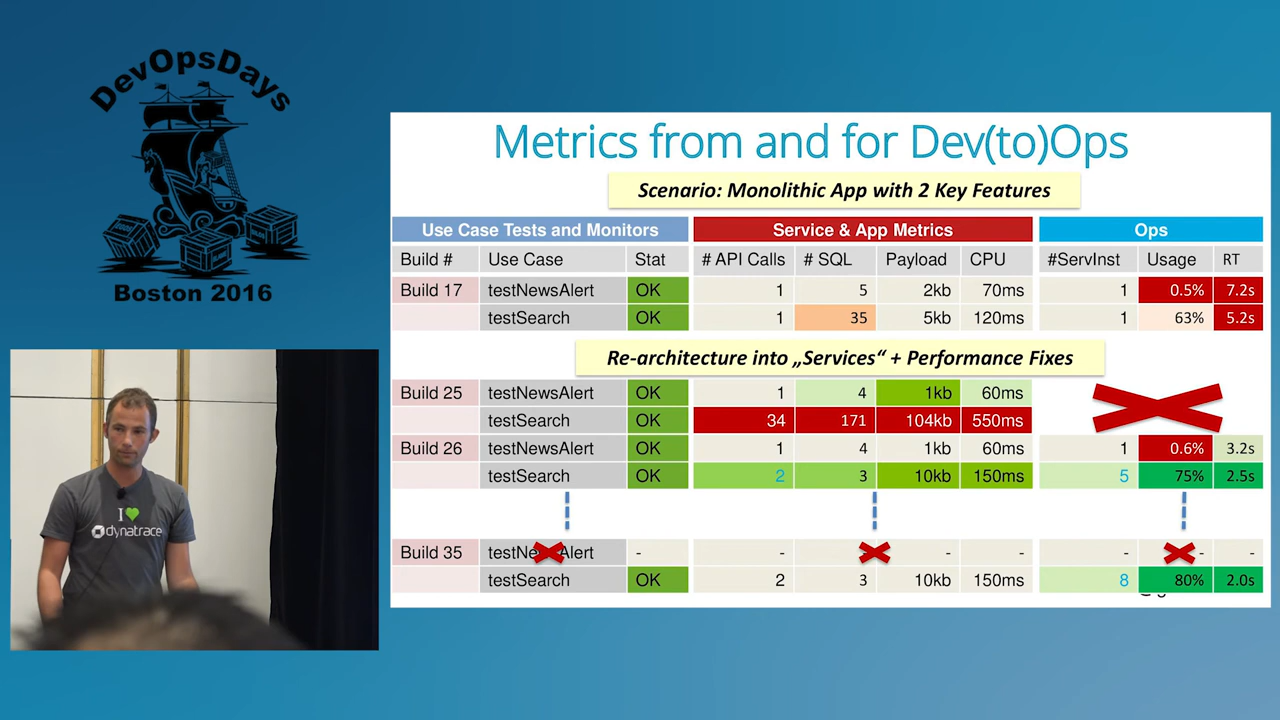 DevOpsDays
Boston 2016
I
dynatrace
Metrics from and for Dev(to)Ops
Scenario: Monolithic App with 2 Key Features
Use Case Tests and Monitors Service & App Metrics Ops
Build # Use Case Stat # API Calls # SQL Payload CPU #ServInst Usage RT
Build 17 testNewsAlert OK 1 5 2kb 70ms 1 0.5% 7.2s
testSearch OK 1 35 5kb 120ms 1 63% 5.2s
Re-architecture into „Services“ + Performance Fixes
Build 25 testNewsAlert OK 1 4 1kb 60ms
testSearch OK 34 171 104kb 550ms
Build 26 testNewsAlert OK 1 4 1kb 60ms 1 0.6% 3.2s
testSearch OK 2 3 10kb 150ms 5 75% 2.5s
Build 35 testNewsAlert - - - - - - - -
testSearch OK 2 3 10kb 150ms 8 80% 2.0s